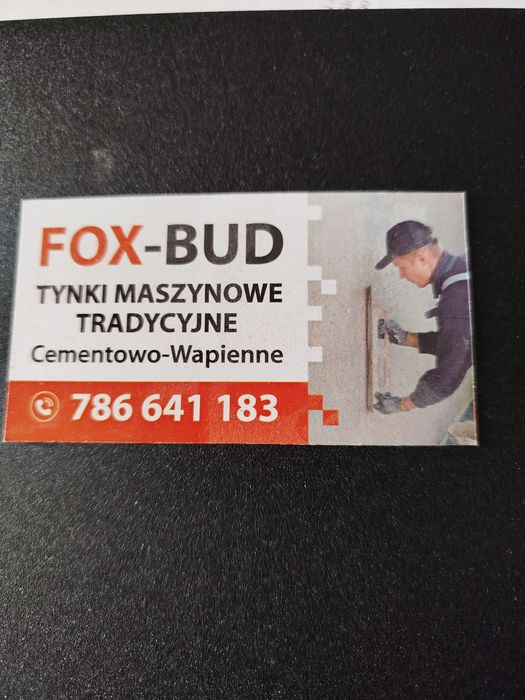 FOX-BUD
TYNKI MASZYNOWE
TRADYCYJNE
Cementowo-Wapienne
786 641 183